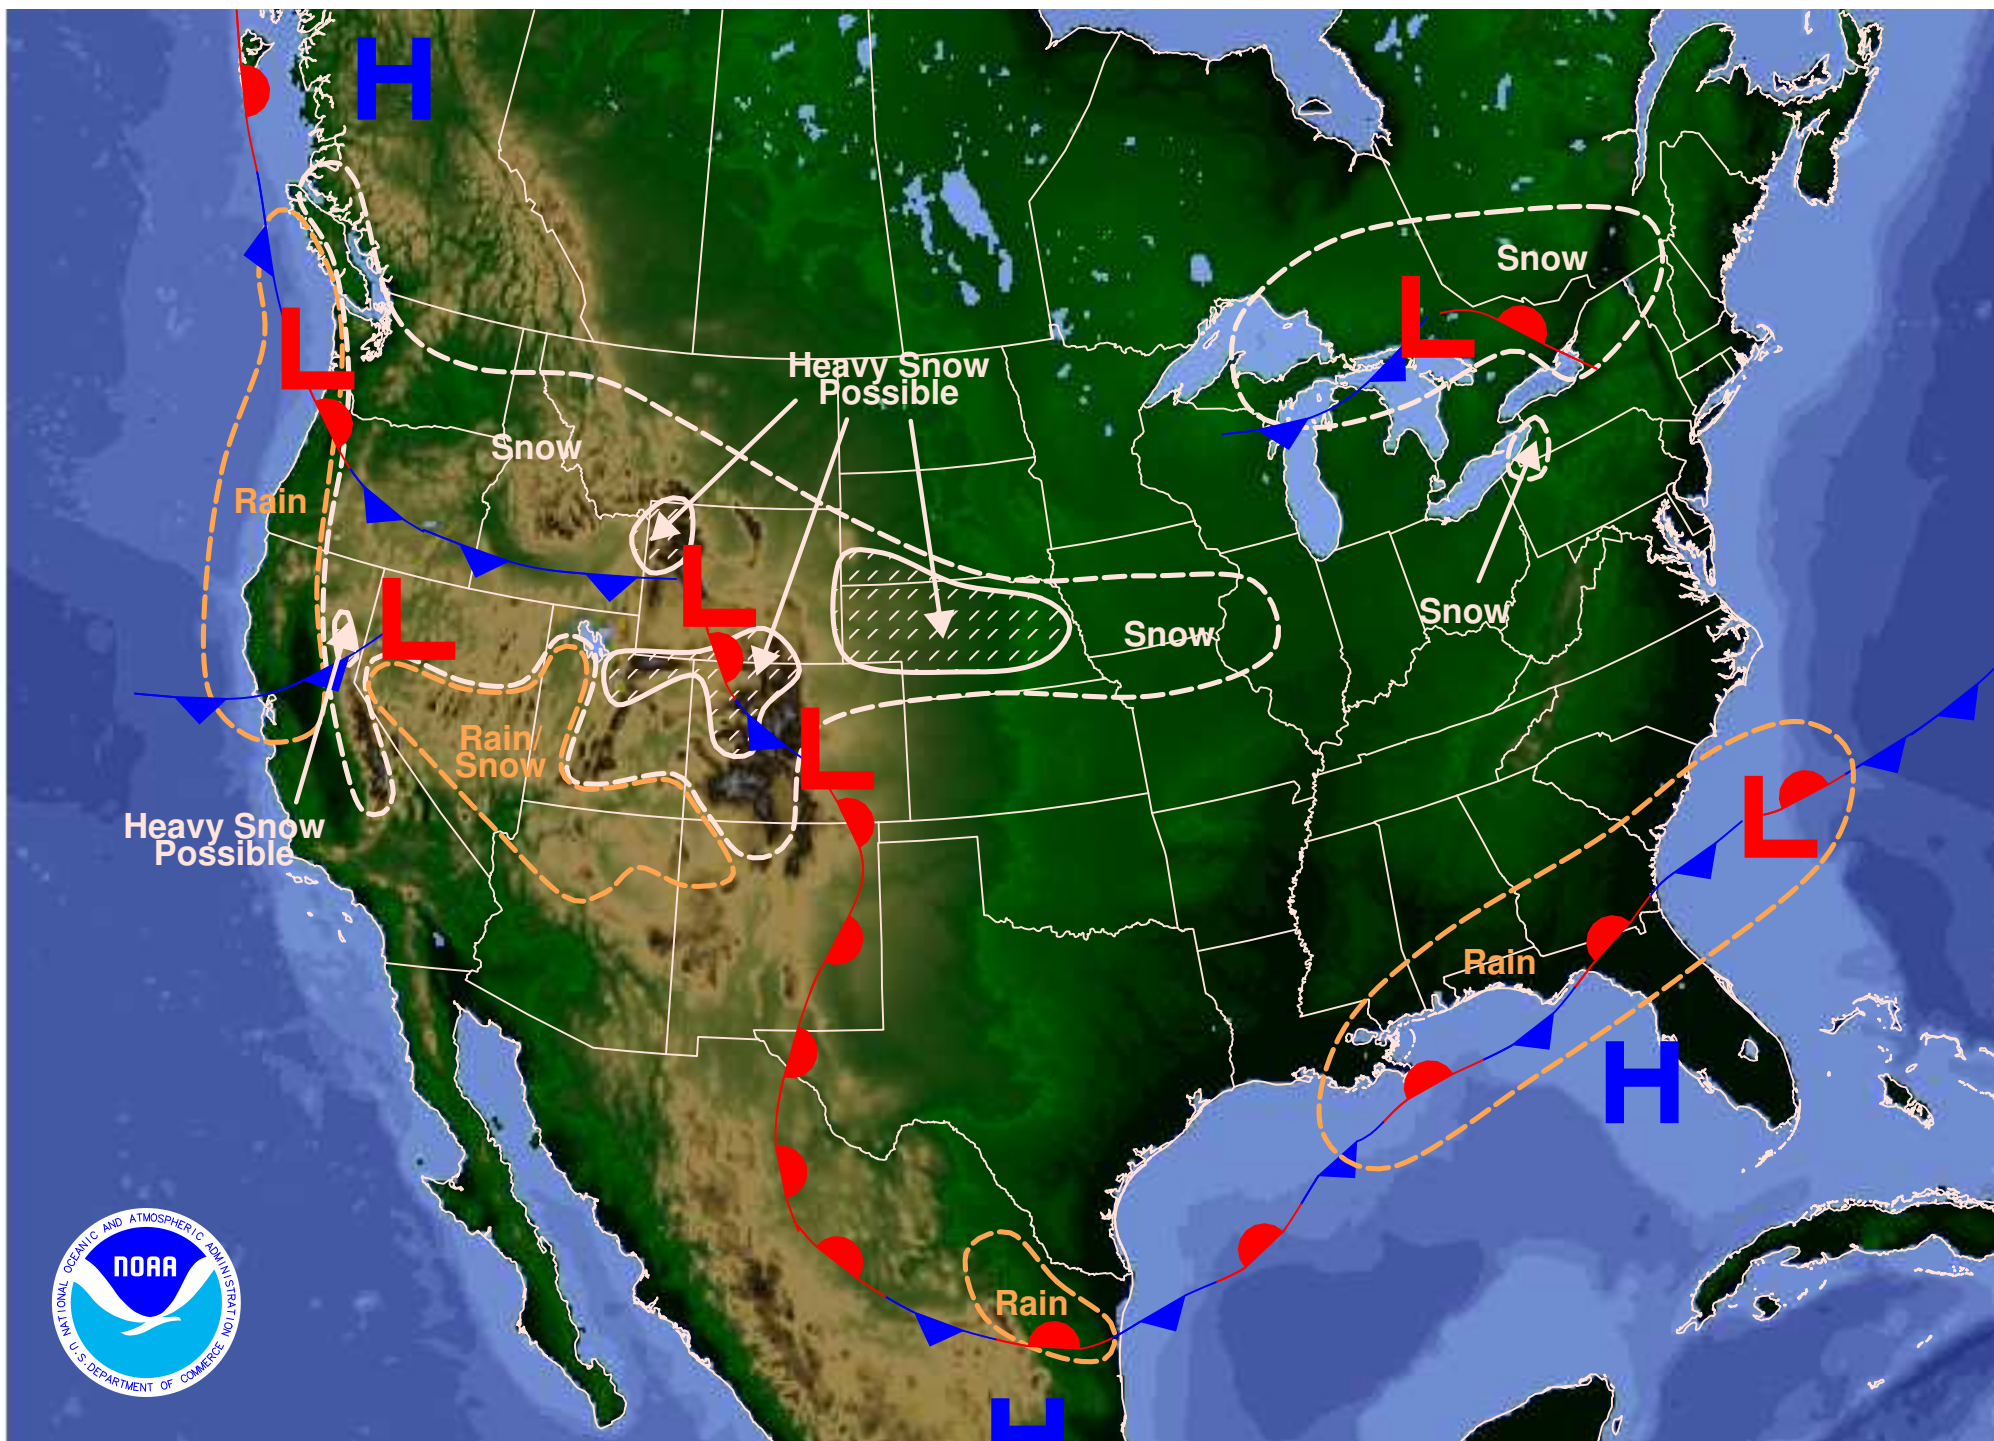 H
Snow
L
L
Heavy Snow
Possible
Snow
Rain
L
L
Snow
Snow
Rain/
Snow
L
L
Heavy Snow
Possible
Rain
H
Rain
H
NATIONAL OCEANIC AND ATMOSPHERIC ADMINISTRATION
NOAA
U.S. DEPARTMENT OF COMMERCE